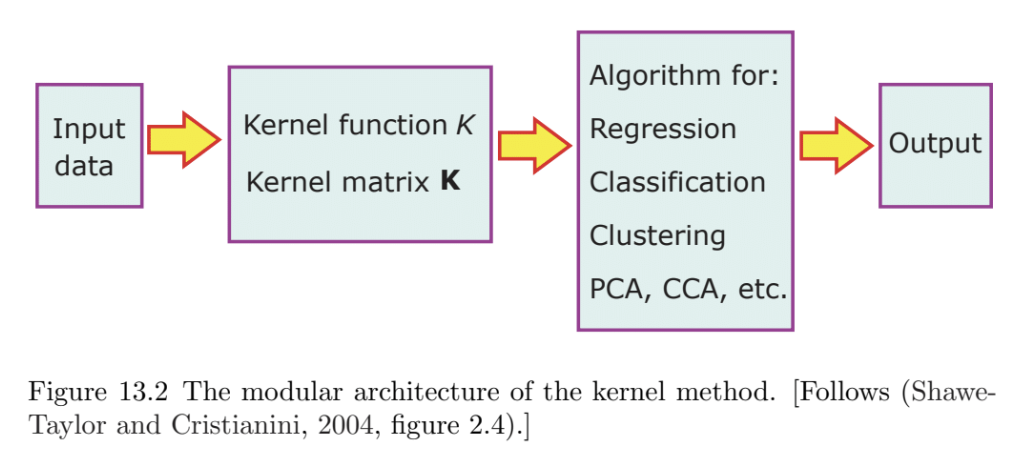 Input
data
Kernel function K
Kernel matrix K
Algorithm for:
Regression
Classification
Clustering
PCA, CCA, etc.
Output
Figure 13.2 The modular architecture of the kernel method. [Follows (Shawe-
Taylor and Cristianini, 2004, figure 2.4).]